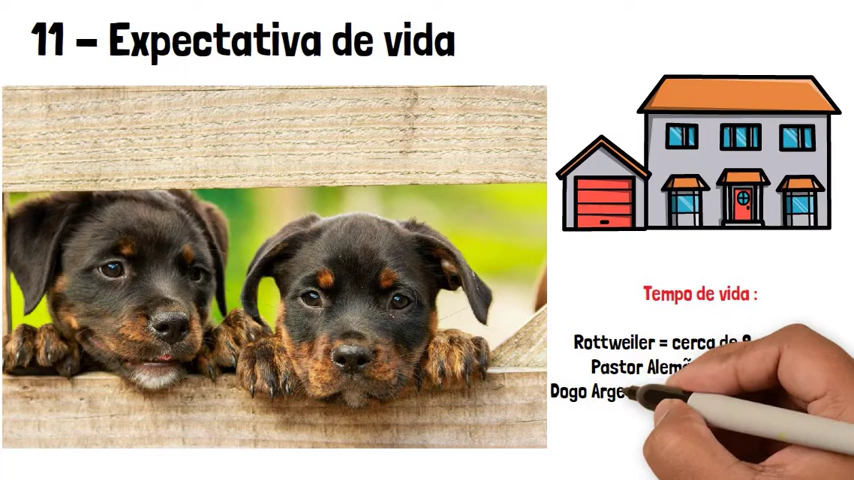 11 – Expectativa de vida
Tempo de vida :
Rottweiler = cerca de
Pastor
Dogo